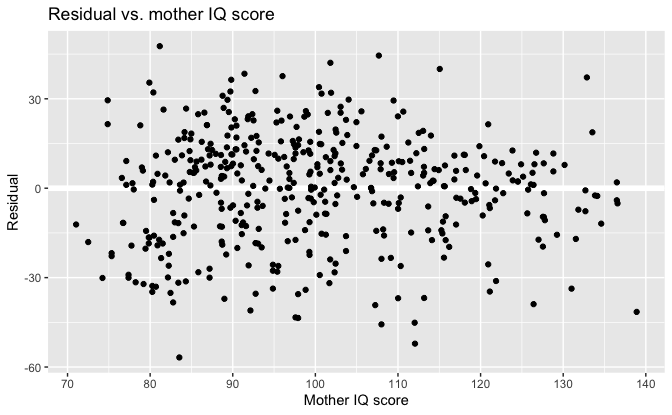 Residual vs. mother IQ score
30
0
-30
-60
Residual
70 80 90 100 110 120 130 140
Mother IQ score